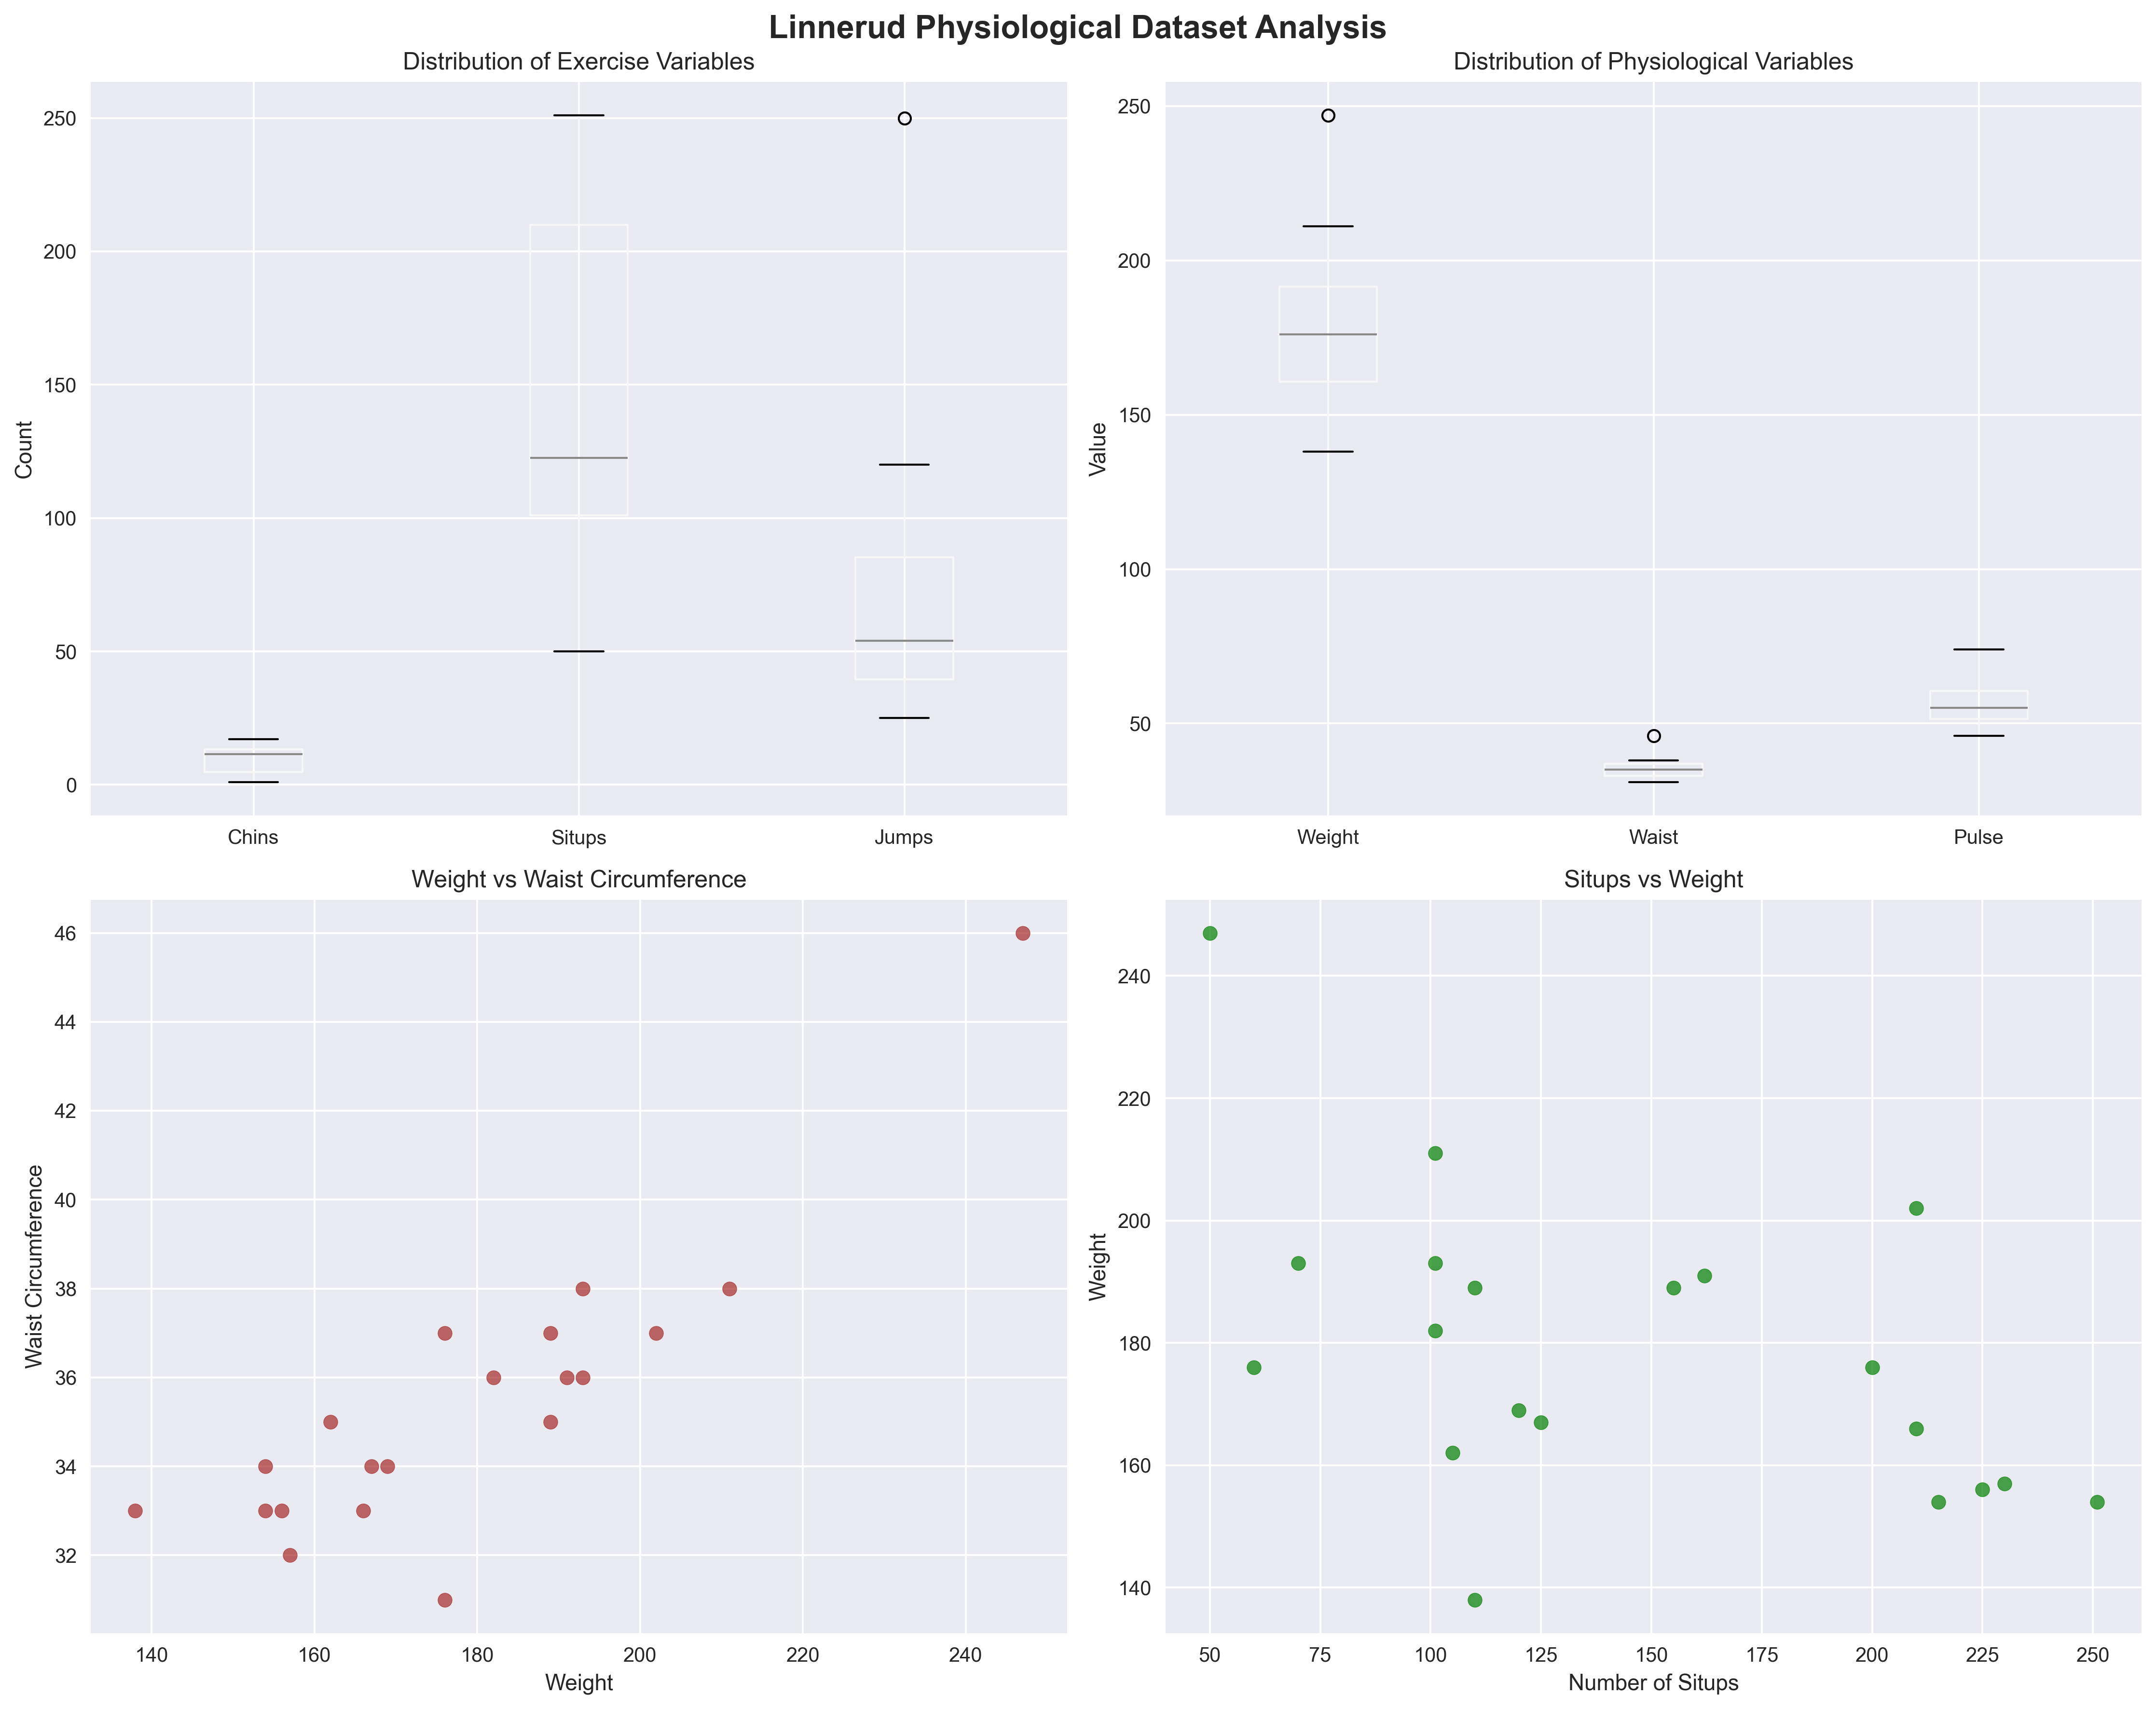 Linnerud Physiological Dataset Analysis
Distribution of Exercise Variables
Count
250
200
150
100
50
0
Chins Situps Jumps
Distribution of Physiological Variables
Value
250
200
150
100
50
Weight Waist Pulse
Weight vs Waist Circumference
Waist Circumference
46
44
42
40
38
36
34
32
140 160 180 200 220 240
Weight
Situps vs Weight
Weight
240
220
200
180
160
140
50 75 100 125 150 175 200 225 250
Number of Situps